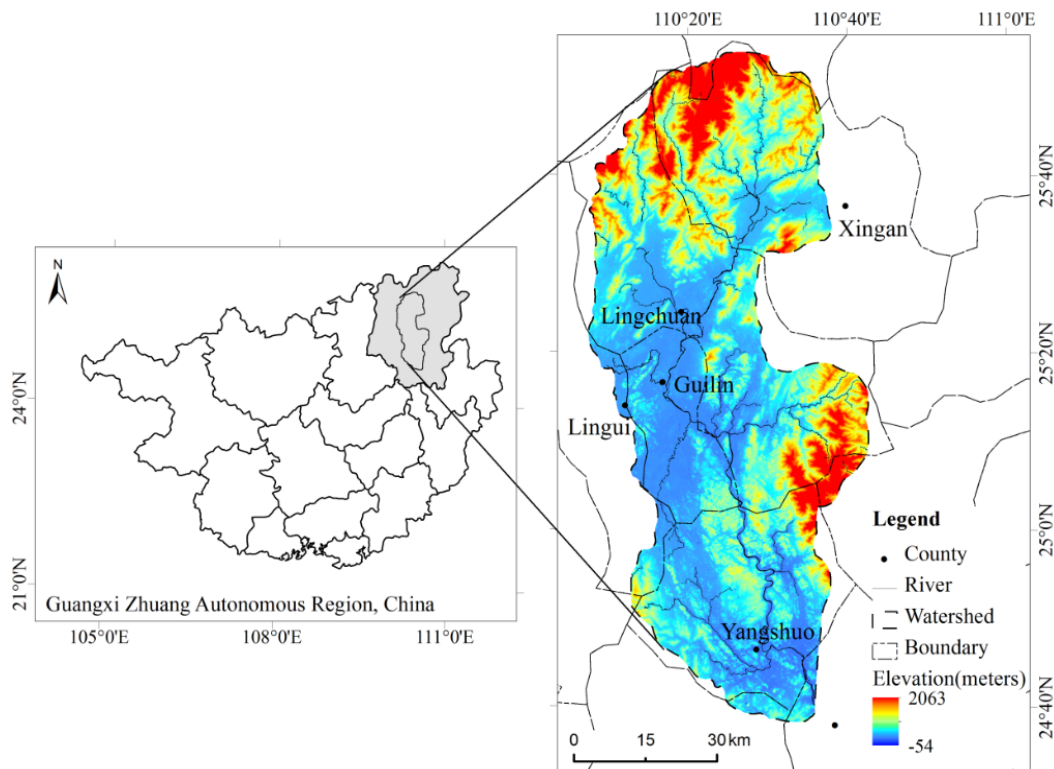 N
24°0'N
21°0'N
Guangxi Zhuang Autonomous Region, China
105°0'E 108°0'E 111°0'E
110°20'E 110°40'E 111°0'E
25°40'N
25°20'N
25°0'N
24°40'N
Xingan
Lingchuan
Guilin
Lingui
Yangshuo
Legend
County
River
Watershed
Boundary
Elevation(meters)
2063
-54
0 15 30 km